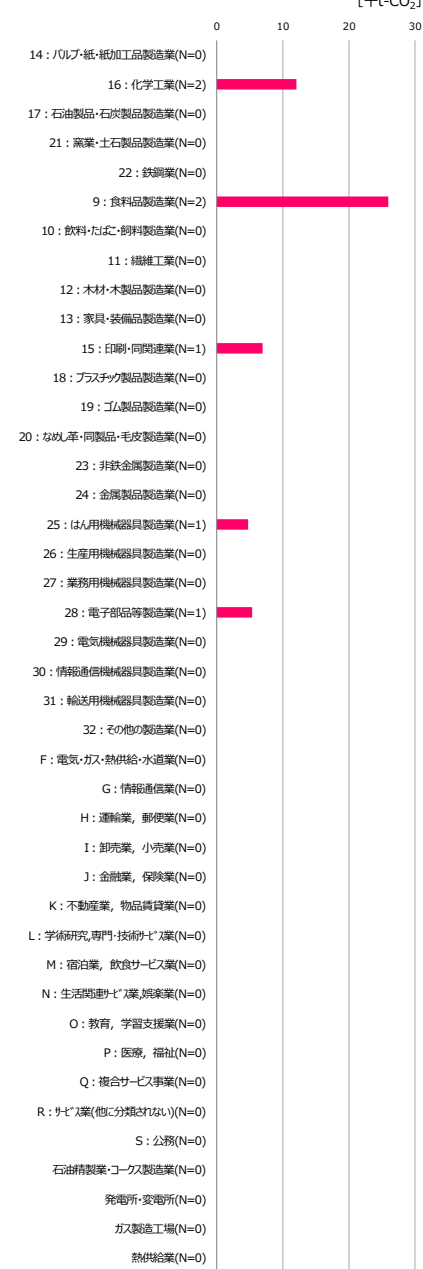 [千t-CO₂]
0 10 20 30
14：パルプ・紙・紙加工品製造業(N=0)
16：化学工業(N=2)
17：石油製品・石炭製品製造業(N=0)
21：窯業・土石製品製造業(N=0)
22：鉄鋼業(N=0)
9：食料品製造業(N=2)
10：飲料・たばこ・飼料製造業(N=0)
11：繊維工業(N=0)
12：木材・木製品製造業(N=0)
13：家具・装備品製造業(N=0)
15：印刷・同関連業(N=1)
18：プラスチック製品製造業(N=0)
19：ゴム製品製造業(N=0)
20：なめし革・同製品・毛皮製造業(N=0)
23：非鉄金属製造業(N=0)
24：金属製品製造業(N=0)
25：はん用機械器具製造業(N=1)
26：生産用機械器具製造業(N=0)
27：業務用機械器具製造業(N=0)
28：電子部品等製造業(N=1)
29：電気機械器具製造業(N=0)
30：情報通信機械器具製造業(N=0)
31：輸送用機械器具製造業(N=0)
32：その他の製造業(N=0)
F：電気・ガス・熱供給・水道業(N=0)
G：情報通信業(N=0)
H：運輸業，郵便業(N=0)
I：卸売業，小売業(N=0)
J：金融業，保険業(N=0)
K：不動産業，物品賃貸業(N=0)
L：学術研究,専門・技術ｻｰﾋﾞｽ業(N=0)
M：宿泊業，飲食サービス業(N=0)
N：生活関連ｻｰﾋﾞｽ業,娯楽業(N=0)
O：教育，学習支援業(N=0)
P：医療，福祉(N=0)
Q：複合サービス事業(N=0)
R：ｻｰﾋﾞｽ業(他に分類されない)(N=0)
S：公務(N=0)
石油精製業・コークス製造業(N=0)
発電所・変電所(N=0)
ガス製造工場(N=0)
熱供給業(N=0)